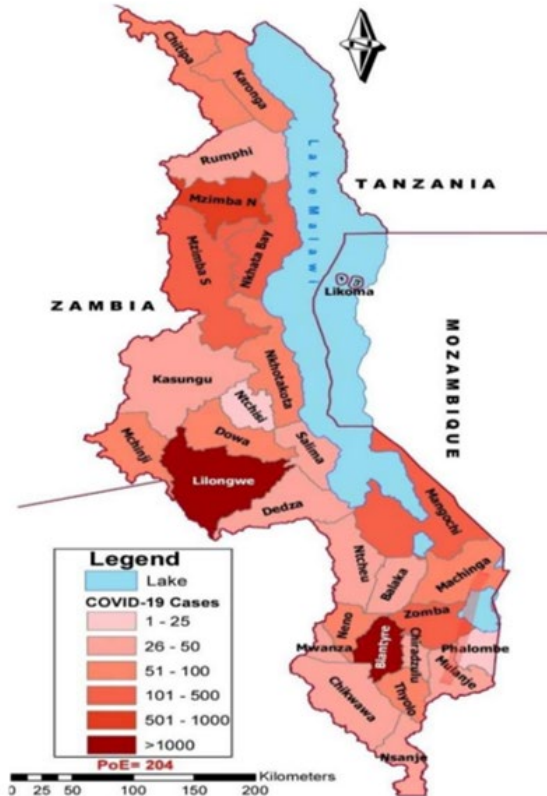 Chitipa
Karonga
Rumphi
Lake Malawi
TANZANIA
Mzimba N
Mzimba S
Nkhata Bay
Likoma
ZAMBIA
MOZAMBIQUE
Kasungu
Nkhotakota
Ntchisi
Mchinji
Dowa
Salima
Lilongwe
Dedza
Mangochi
Ntcheu
Balaka
Machinga
Neno
Zomba
Mwanza
Blantyre
Chiradzulu
Phalombe
Mulanje
Chikwawa
Thyolo
Nsanje
Legend
Lake
COVID-19 Cases
1 - 25
26 - 50
51 - 100
101 - 500
501 - 1000
>1000
PoE= 204
Kilometers
0 25 50 100 150 200